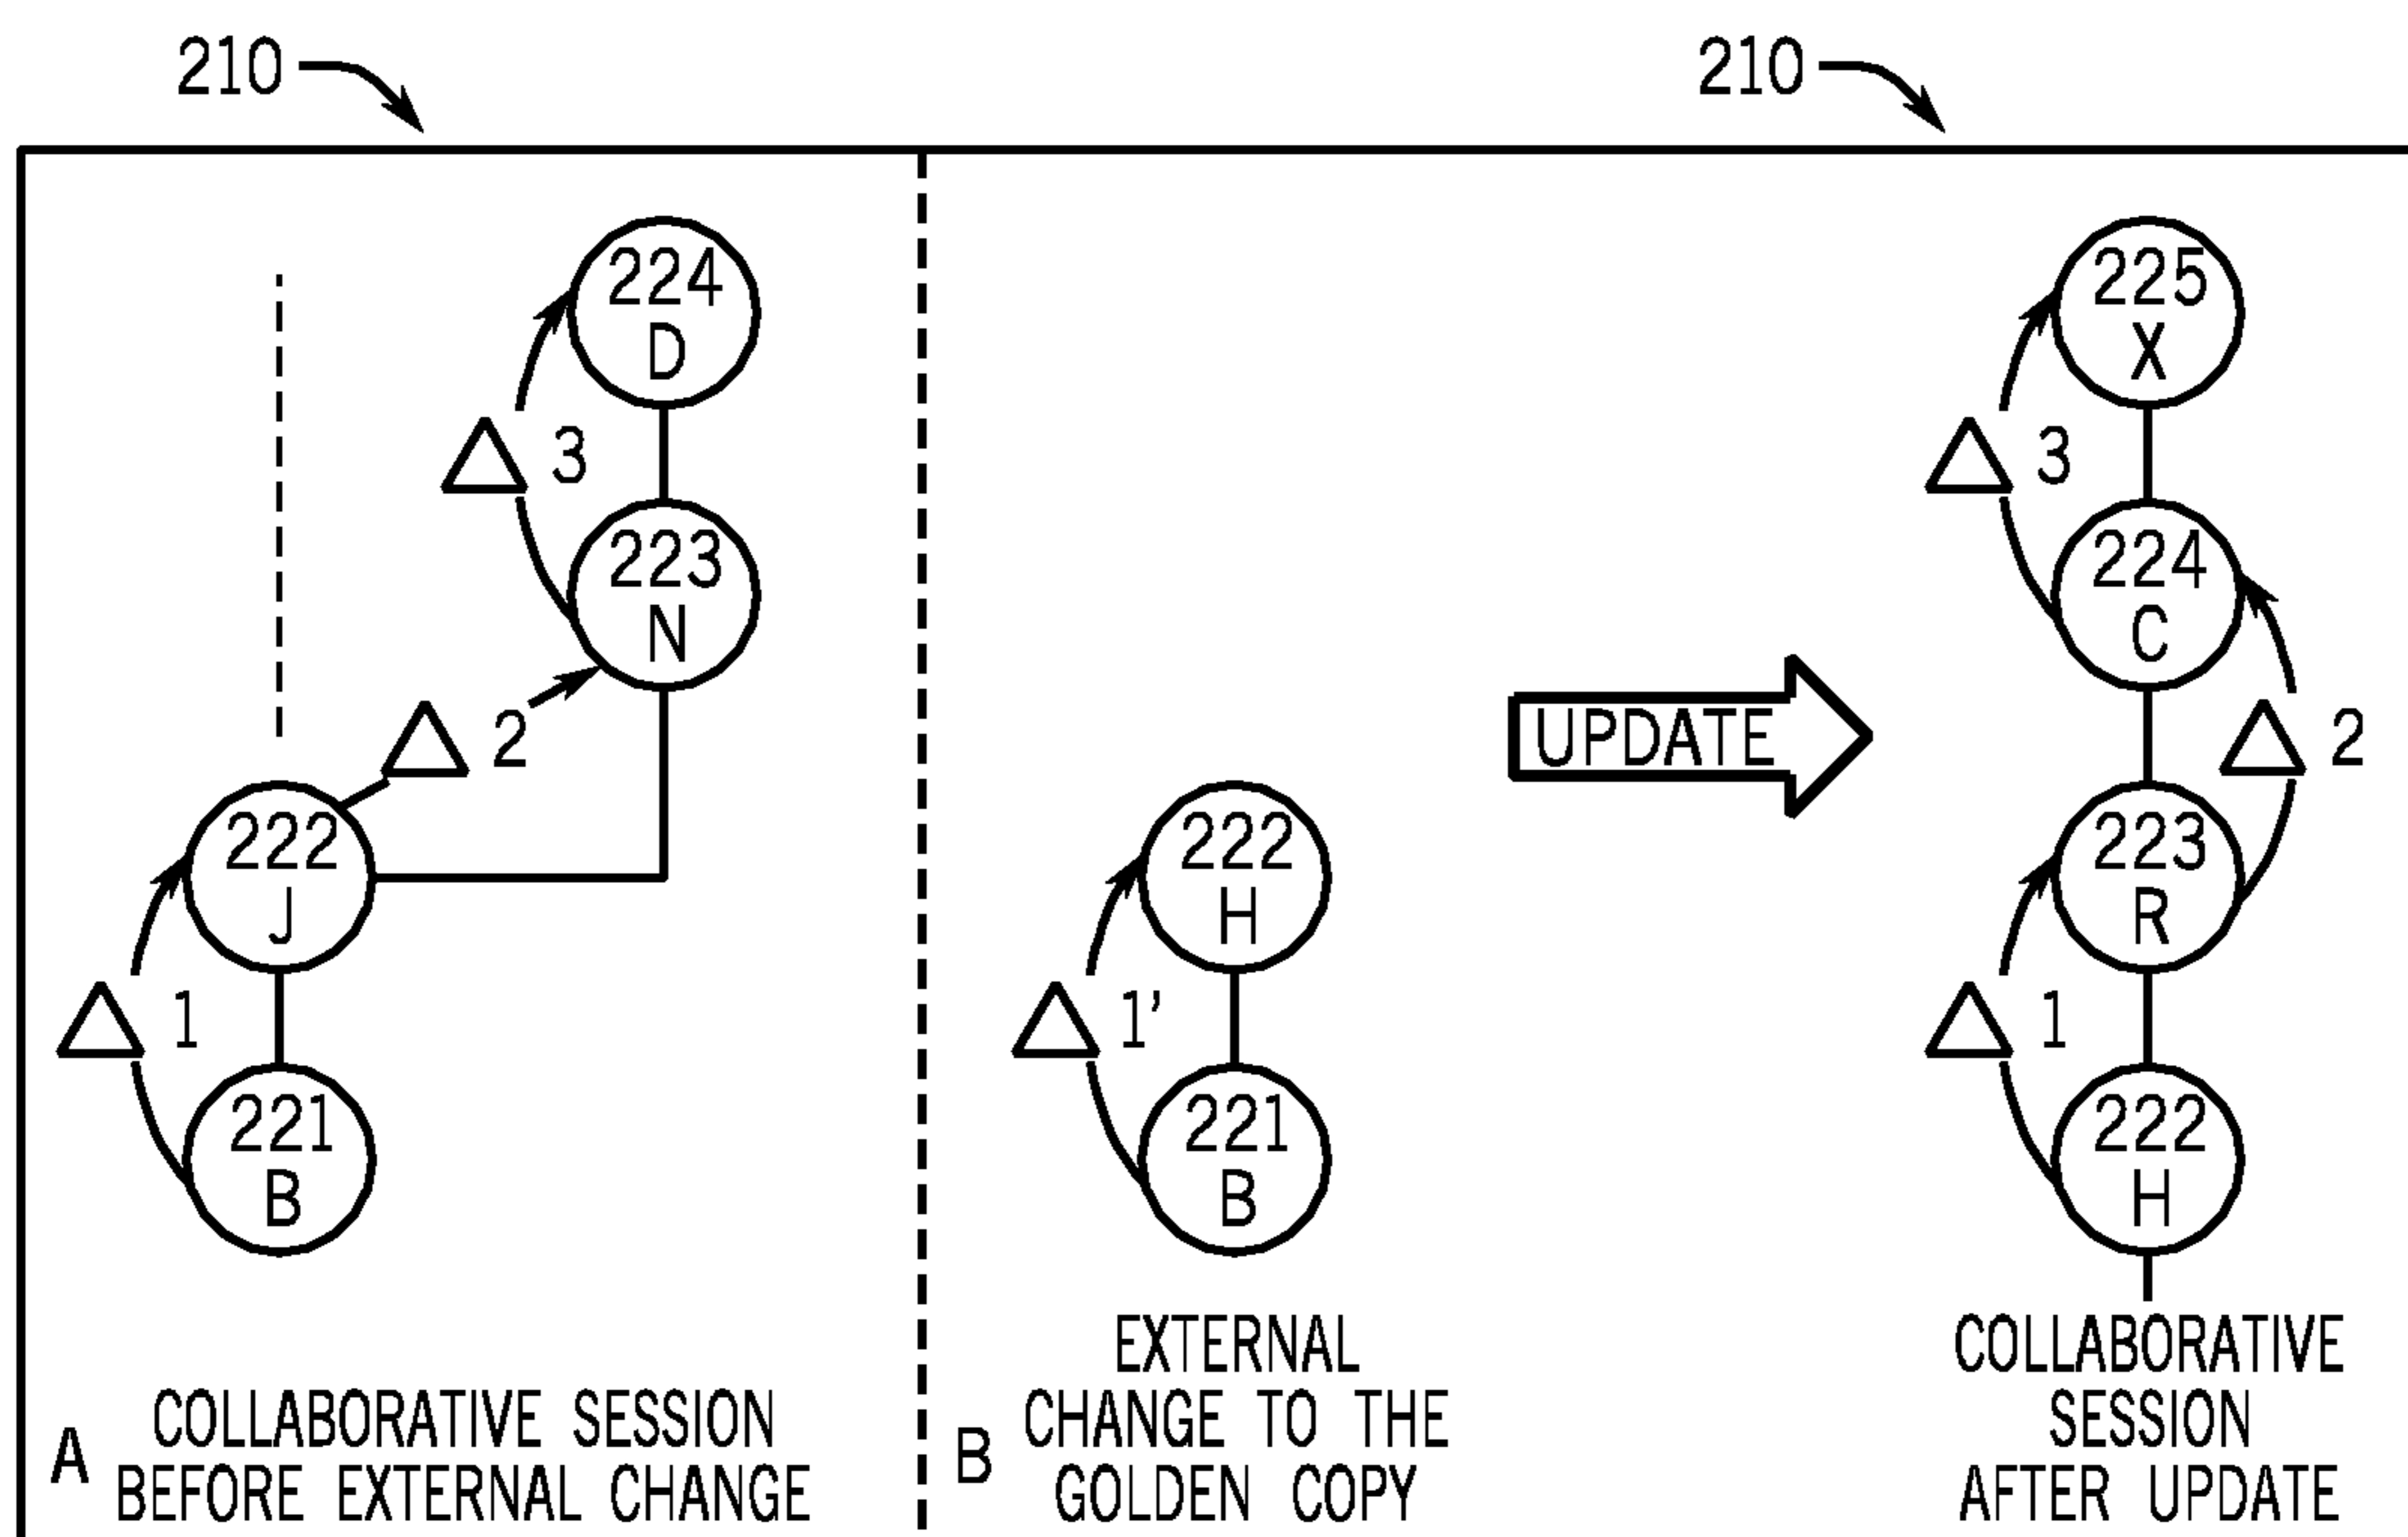 210
210
224
D
△ 3
223
N
△ 2
222
J
△ 1
221
B
A
COLLABORATIVE SESSION
BEFORE EXTERNAL CHANGE
222
H
△ 1'
221
B
B
EXTERNAL
CHANGE TO THE
GOLDEN COPY
UPDATE
225
X
△ 3
224
C
△ 2
223
R
△ 1
222
H
COLLABORATIVE
SESSION
AFTER UPDATE